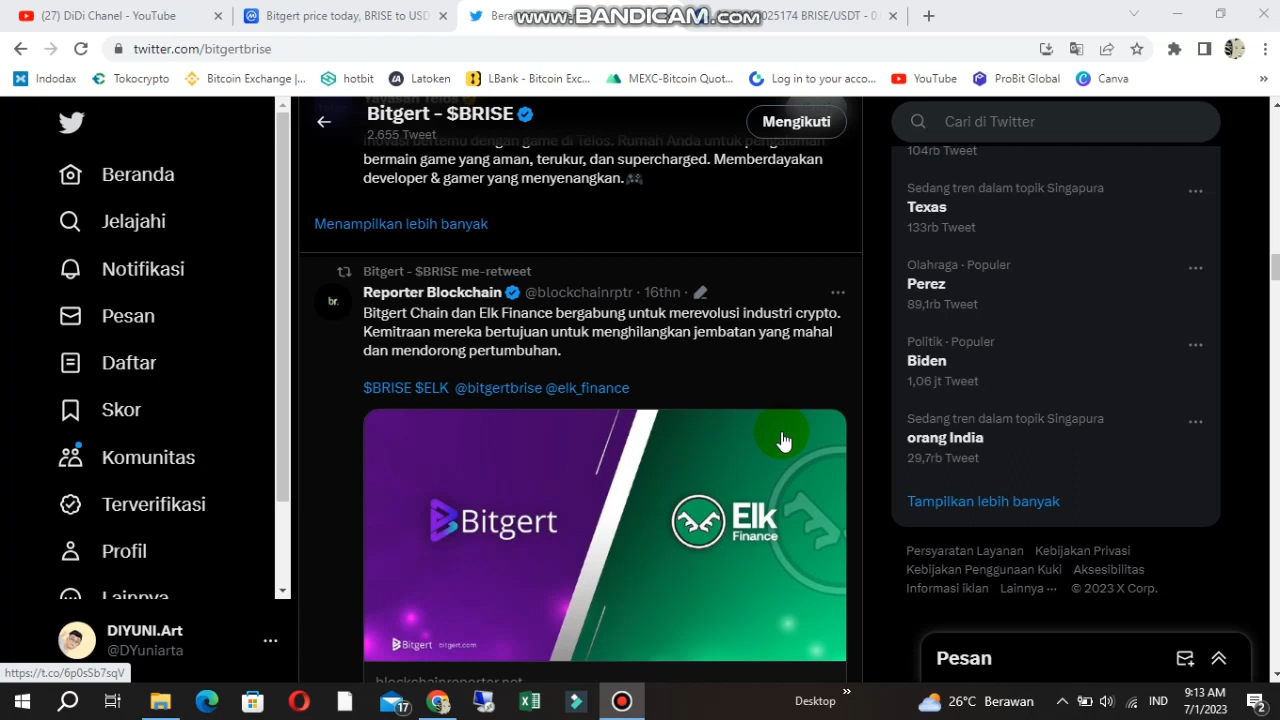 (27) DiDi Chanel - YouTube
Bitgert price today, BRISE to USD
www.BANDICAM.com
025174 BRISE/USDT - 0.
twitter.com/bitgertbrise
Indodax
Tokocrypto
Bitcoin Exchange |...
hotbit
Latoken
LBank - Bitcoin Exc...
MEXC-Bitcoin Quot...
Log in to your acco...
YouTube
ProBit Global
Canva
Beranda
Jelajahi
Notifikasi
Pesan
Daftar
Skor
Komunitas
Terverifikasi
Profil
Lainnya
DIYUNI.Art
@DYuniarta
Yayasan Telos
Bitgert - $BRISE
2.655 Tweet
Mengikuti
bertemu dengan game di Telos. Rumah Anda untuk pengalaman
bermain game yang aman, terukur, dan supercharged. Memberdayakan
developer & gamer yang menyenangkan.🎮
Menampilkan lebih banyak
Bitgert - $BRISE me-retweet
br.
Reporter Blockchain @blockchainrptr · 16thn ·
Bitgert Chain dan Elk Finance bergabung untuk merevolusi industri crypto.
Kemitraan mereka bertujuan untuk menghilangkan jembatan yang mahal
dan mendorong pertumbuhan.
$BRISE $ELK @bitgertbrise @elk_finance
Bitgert
Elk
Finance
Bitgert bitgert.com
blockchainreporter.net
Cari di Twitter
104rb Tweet
Sedang tren dalam topik Singapura
Texas
133rb Tweet
Olahraga · Populer
Perez
89,1rb Tweet
Politik · Populer
Biden
1,06 jt Tweet
Sedang tren dalam topik Singapura
orang India
29,7rb Tweet
Tampilkan lebih banyak
Persyaratan Layanan Kebijakan Privasi
Kebijakan Penggunaan Kuki Aksesibilitas
Informasi iklan Lainnya ··· © 2023 X Corp.
Pesan
https://t.co/6p0sSb7sqV
17
Desktop
26°C Berawan
IND
9:13 AM
7/1/2023
2